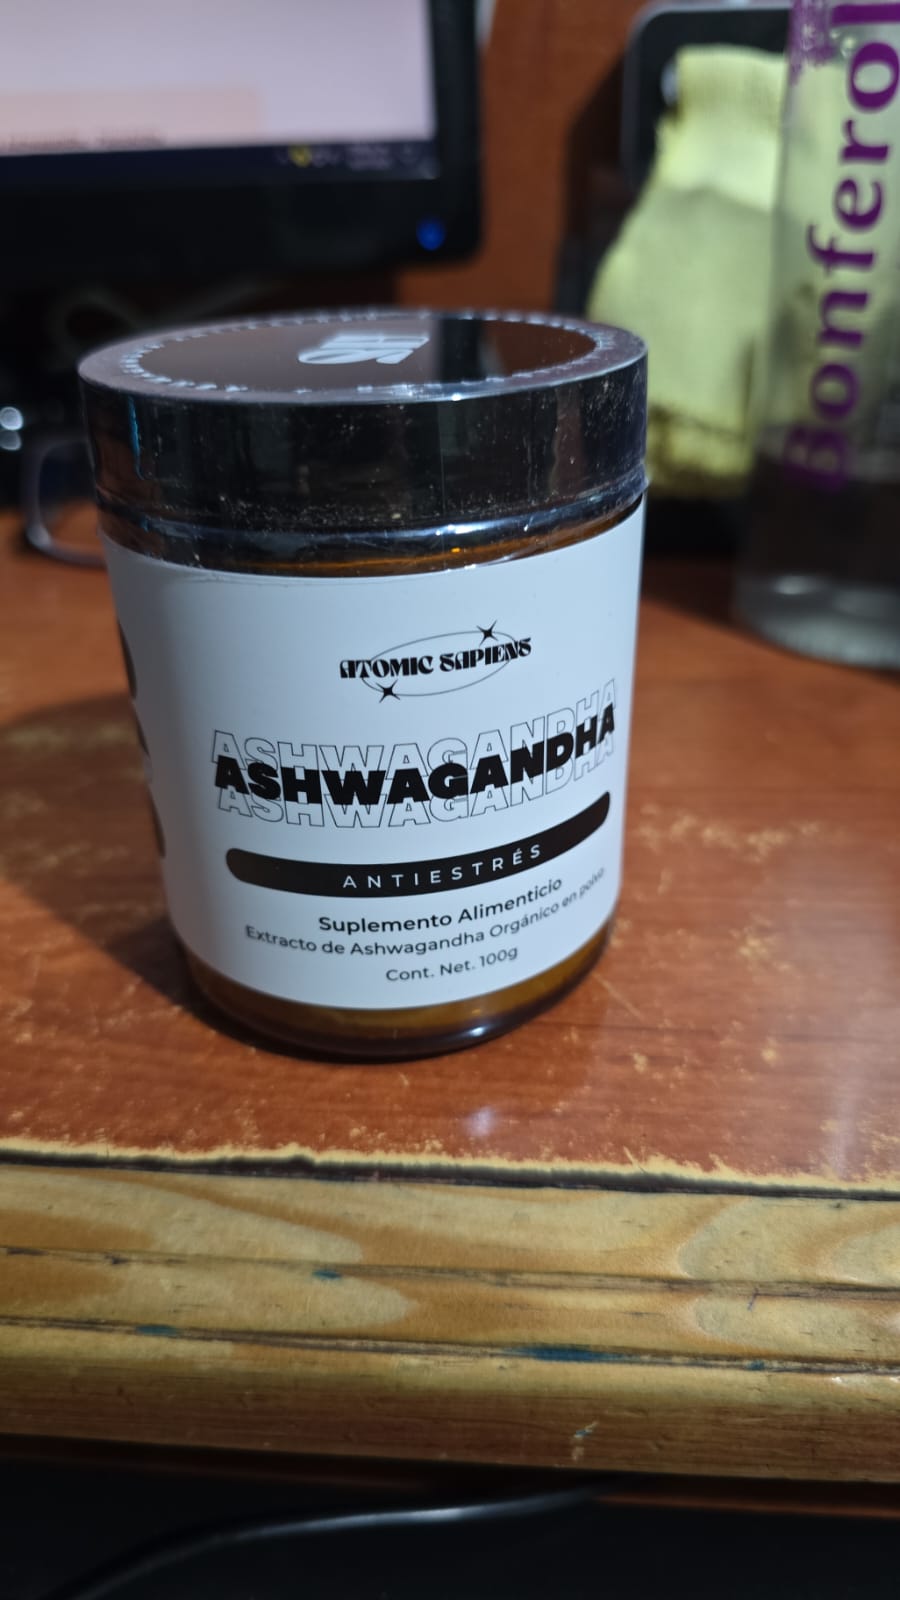 Bonferol
ATOMIC SAPIENS
ASHWAGANDHA
ASHWAGANDHA
ASHWAGANDHA
ANTIESTRÉS
Suplemento Alimenticio
Extracto de Ashwagandha Orgánico en polvo
Cont. Net. 100g